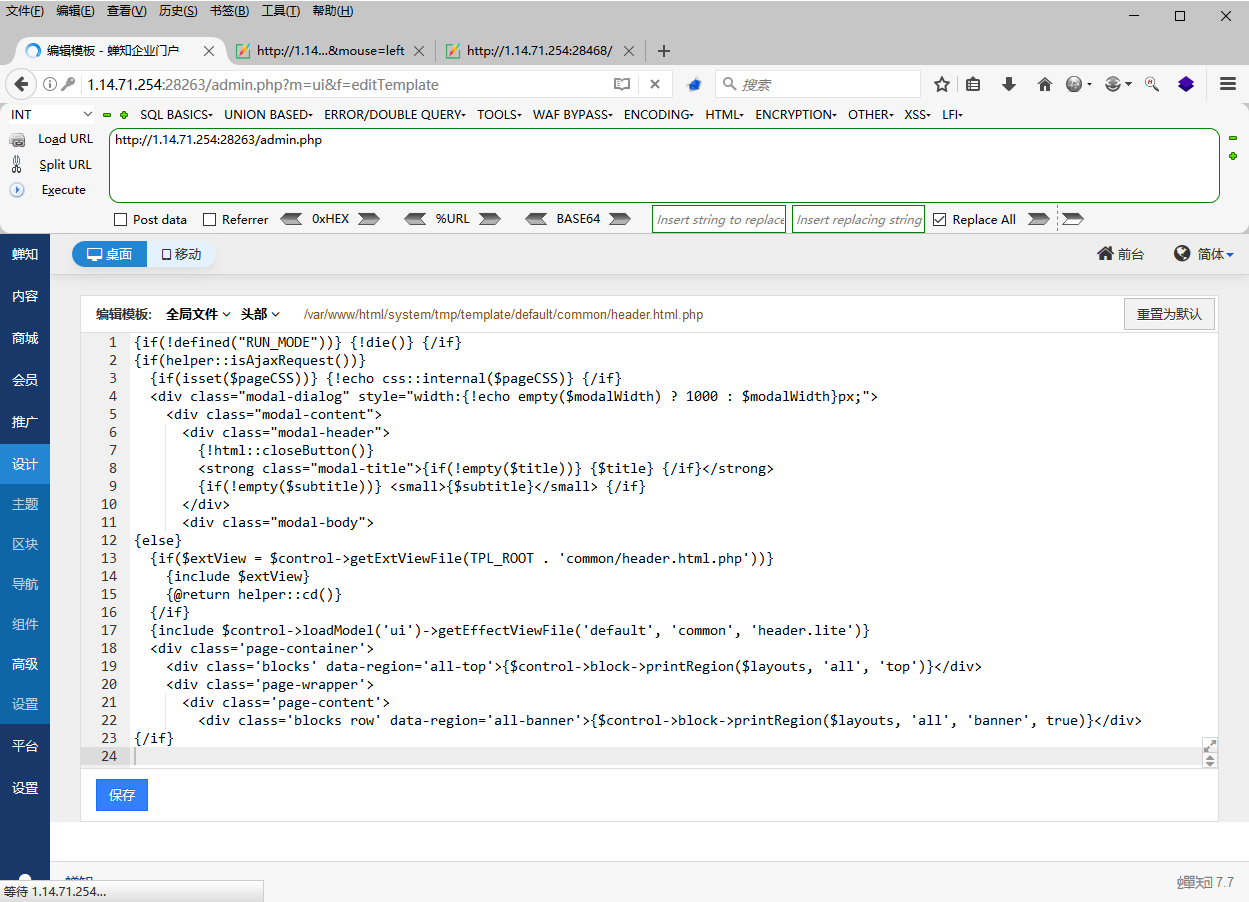 文件(F) 编辑(E) 查看(V) 历史(S) 书签(B) 工具(T) 帮助(H)
编辑模板 - 蝉知企业门户 http://1.14...&mouse=left http://1.14.71.254:28468/
1.14.71.254:28263/admin.php?m=ui&f=editTemplate 搜索
INT SQL BASICS UNION BASED ERROR/DOUBLE QUERY TOOLS WAF BYPASS ENCODING HTML ENCRYPTION OTHER XSS LFI
Load URL http://1.14.71.254:28263/admin.php
Split URL
Execute
Post data Referrer 0xHEX %URL BASE64 Insert string to replace Insert replacing string Replace All
蝉知 桌面 移动 前台 简体
内容
商城
会员
推广
设计
主题
区块
导航
组件
高级
设置
平台
设置
编辑模板: 全局文件 头部 /var/www/html/system/tmp/template/default/common/header.html.php 重置为默认
1 {if(!defined("RUN_MODE"))} {!die()} {/if}
2 {if(helper::isAjaxRequest())}
3 {if(isset($pageCSS))} {!echo css::internal($pageCSS)} {/if}
4 <div class="modal-dialog" style="width:{!echo empty($modalWidth) ? 1000 : $modalWidth}px;">
5 <div class="modal-content">
6 <div class="modal-header">
7 {!html::closeButton()}
8 <strong class="modal-title">{if(!empty($title))} {$title} {/if}</strong>
9 {if(!empty($subtitle))} <small>{$subtitle}</small> {/if}
10 </div>
11 <div class="modal-body">
12 {else}
13 {if($extView = $control->getExtViewFile(TPL_ROOT . 'common/header.html.php'))}
14 {include $extView}
15 {@return helper::cd()}
16 {/if}
17 {include $control->loadModel('ui')->getEffectViewFile('default', 'common', 'header.lite')}
18 <div class='page-container'>
19 <div class='blocks' data-region='all-top'>{$control->block->printRegion($layouts, 'all', 'top')}</div>
20 <div class='page-wrapper'>
21 <div class='page-content'>
22 <div class='blocks row' data-region='all-banner'>{$control->block->printRegion($layouts, 'all', 'banner', true)}</div>
23 {/if}
24
保存
等待 1.14.71.254...
蝉知 7.7